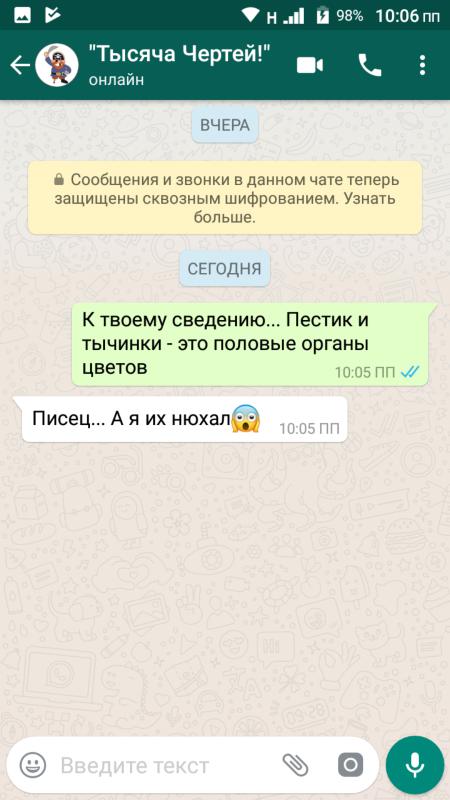 Н 98% 10:06 ПП
"Тысяча Чертей!"
онлайн
ВЧЕРА
Сообщения и звонки в данном чате теперь
защищены сквозным шифрованием. Узнать
больше.
СЕГОДНЯ
К твоему сведению... Пестик и
тычинки - это половые органы
цветов
10:05 ПП
Писец... А я их нюхал😱
10:05 ПП
Введите текст